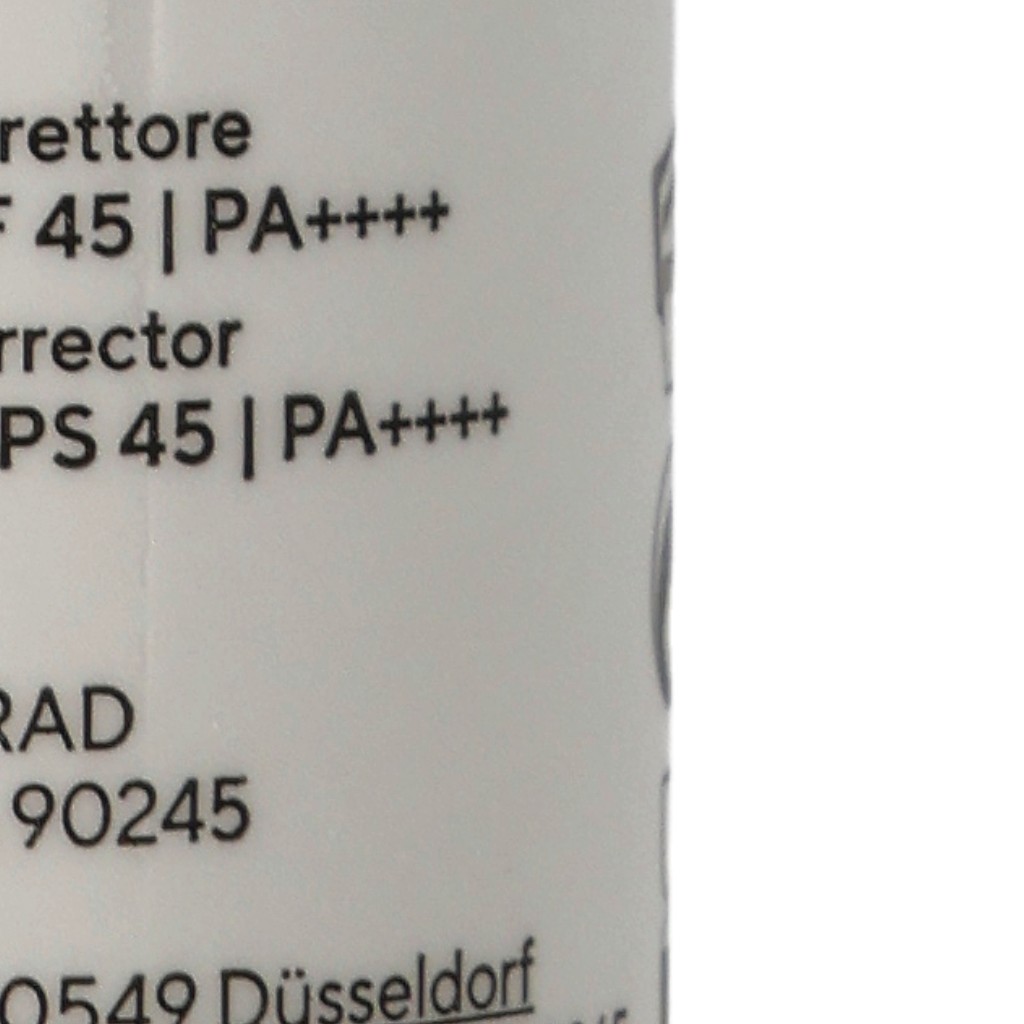 rettore
F 45 | PA++++
rrector
PS 45 | PA++++
RAD
90245
0549 Düsseldorf